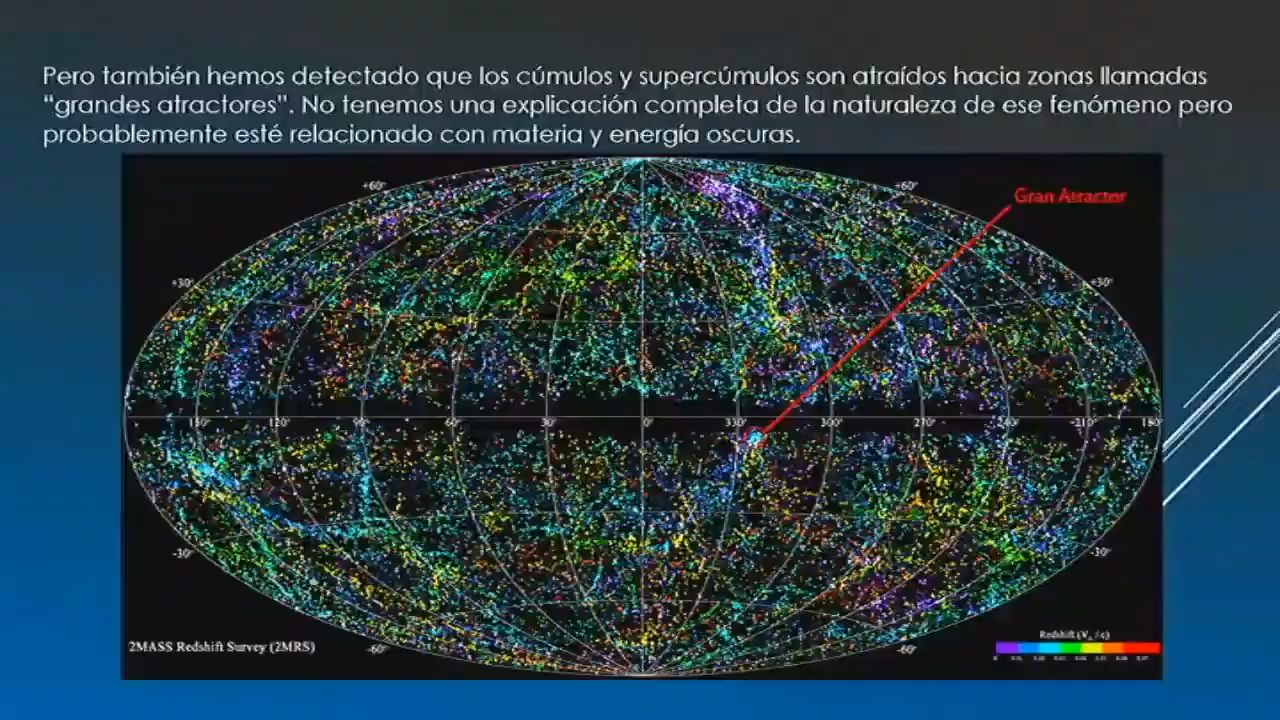 Pero también hemos detectado que los cúmulos y supercúmulos son atraídos hacia zonas llamadas
“grandes atractores”. No tenemos una explicación completa de la naturaleza de ese fenómeno pero
probablemente esté relacionado con materia y energía oscuras.
+60° +60°
Gran Atractor
+30° +30°
150° 120° 90° 60° 30° 0° 330° 300° 270° 240° 210° 180°
-30° -30°
2MASS Redshift Survey (2MRS) -60° -60°
Redshift